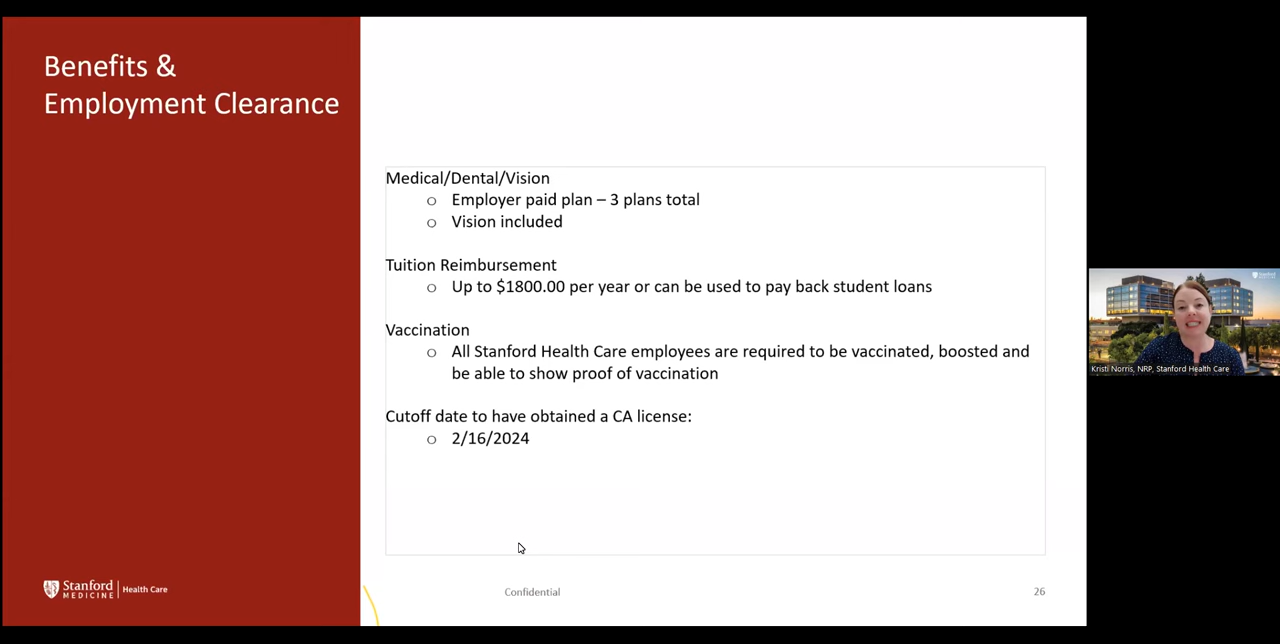 Benefits &
Employment Clearance
Medical/Dental/Vision
o Employer paid plan – 3 plans total
o Vision included
Tuition Reimbursement
o Up to $1800.00 per year or can be used to pay back student loans
Vaccination
o All Stanford Health Care employees are required to be vaccinated, boosted and
be able to show proof of vaccination
Cutoff date to have obtained a CA license:
o 2/16/2024
Stanford
MEDICINE
Health Care
Confidential
26
Kristi Norris, NRP, Stanford Health Care